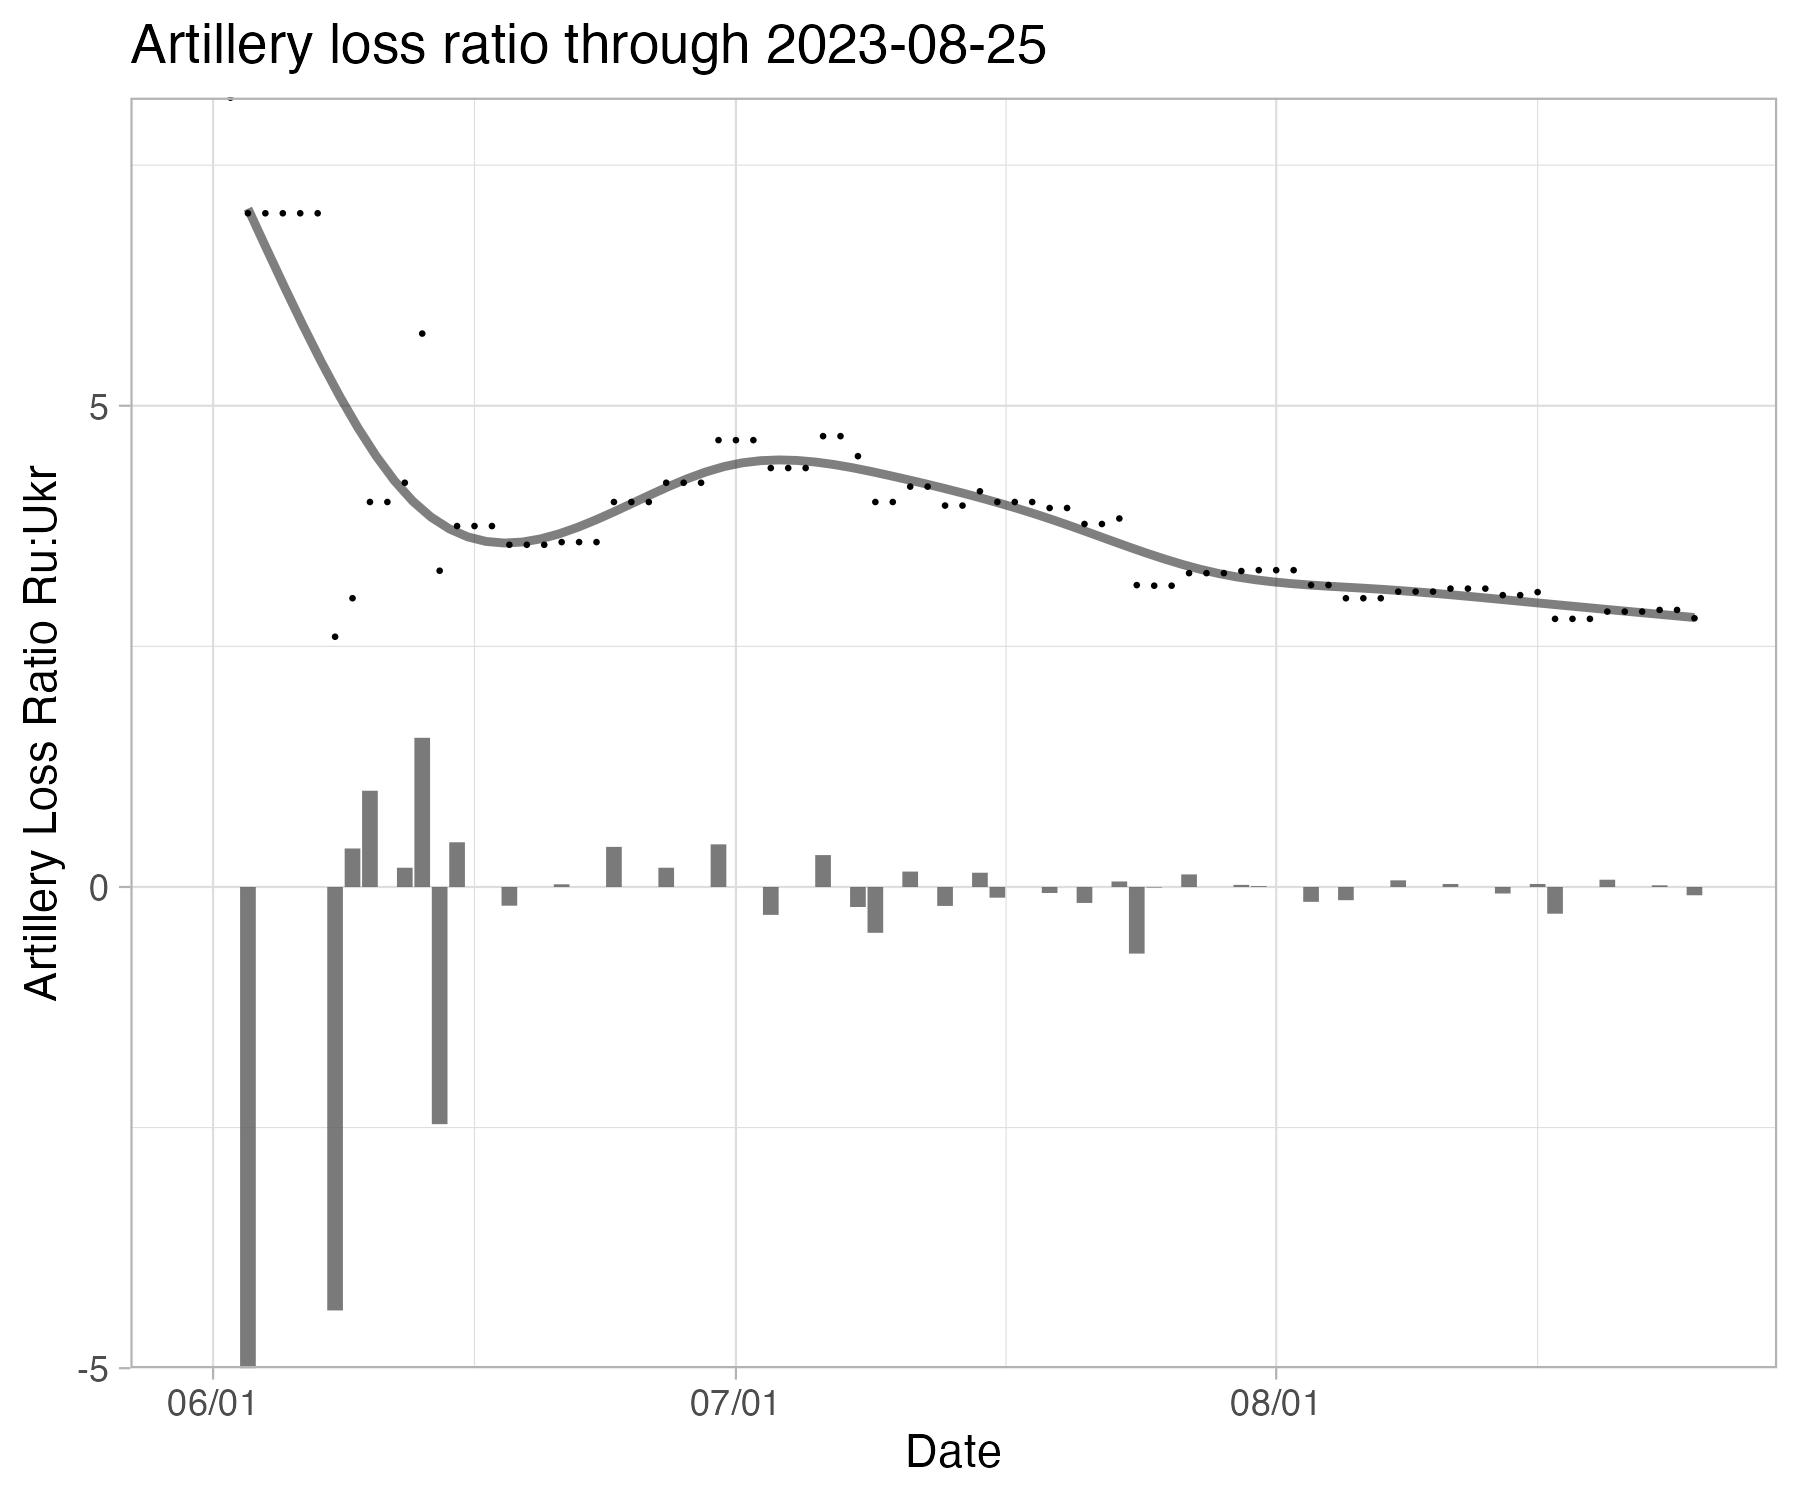 Artillery loss ratio through 2023-08-25
Artillery Loss Ratio Ru:Ukr
5
0
-5
06/01
07/01
08/01
Date